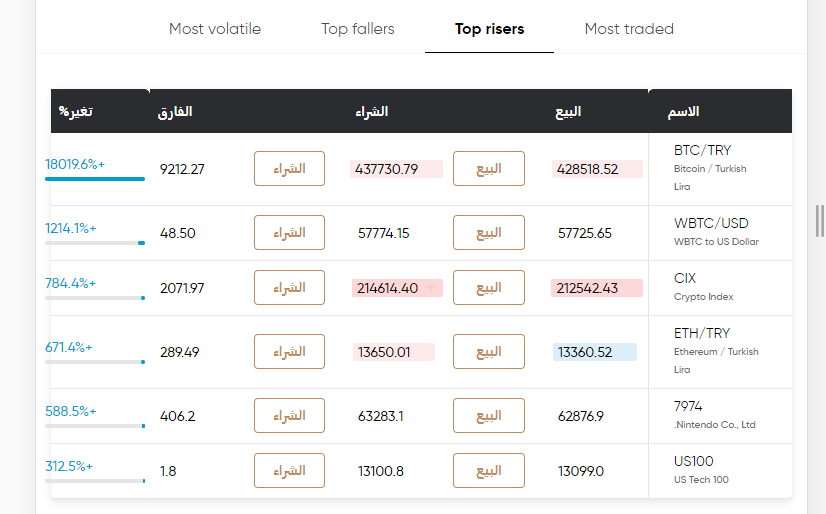 Most volatile
Top fallers
Top risers
Most traded
الاسم
البيع
الشراء
الفارق
تغير%
BTC/TRY
Bitcoin / Turkish
Lira
428518.52
البيع
437730.79
الشراء
9212.27
18019.6%+
WBTC/USD
WBTC to US Dollar
57725.65
البيع
57774.15
الشراء
48.50
1214.1%+
CIX
Crypto Index
212542.43
البيع
214614.40
الشراء
2071.97
784.4%+
ETH/TRY
Ethereum / Turkish
Lira
13360.52
البيع
13650.01
الشراء
289.49
671.4%+
7974
.Nintendo Co., Ltd
62876.9
البيع
63283.1
الشراء
406.2
588.5%+
US100
US Tech 100
13099.0
البيع
13100.8
الشراء
1.8
312.5%+